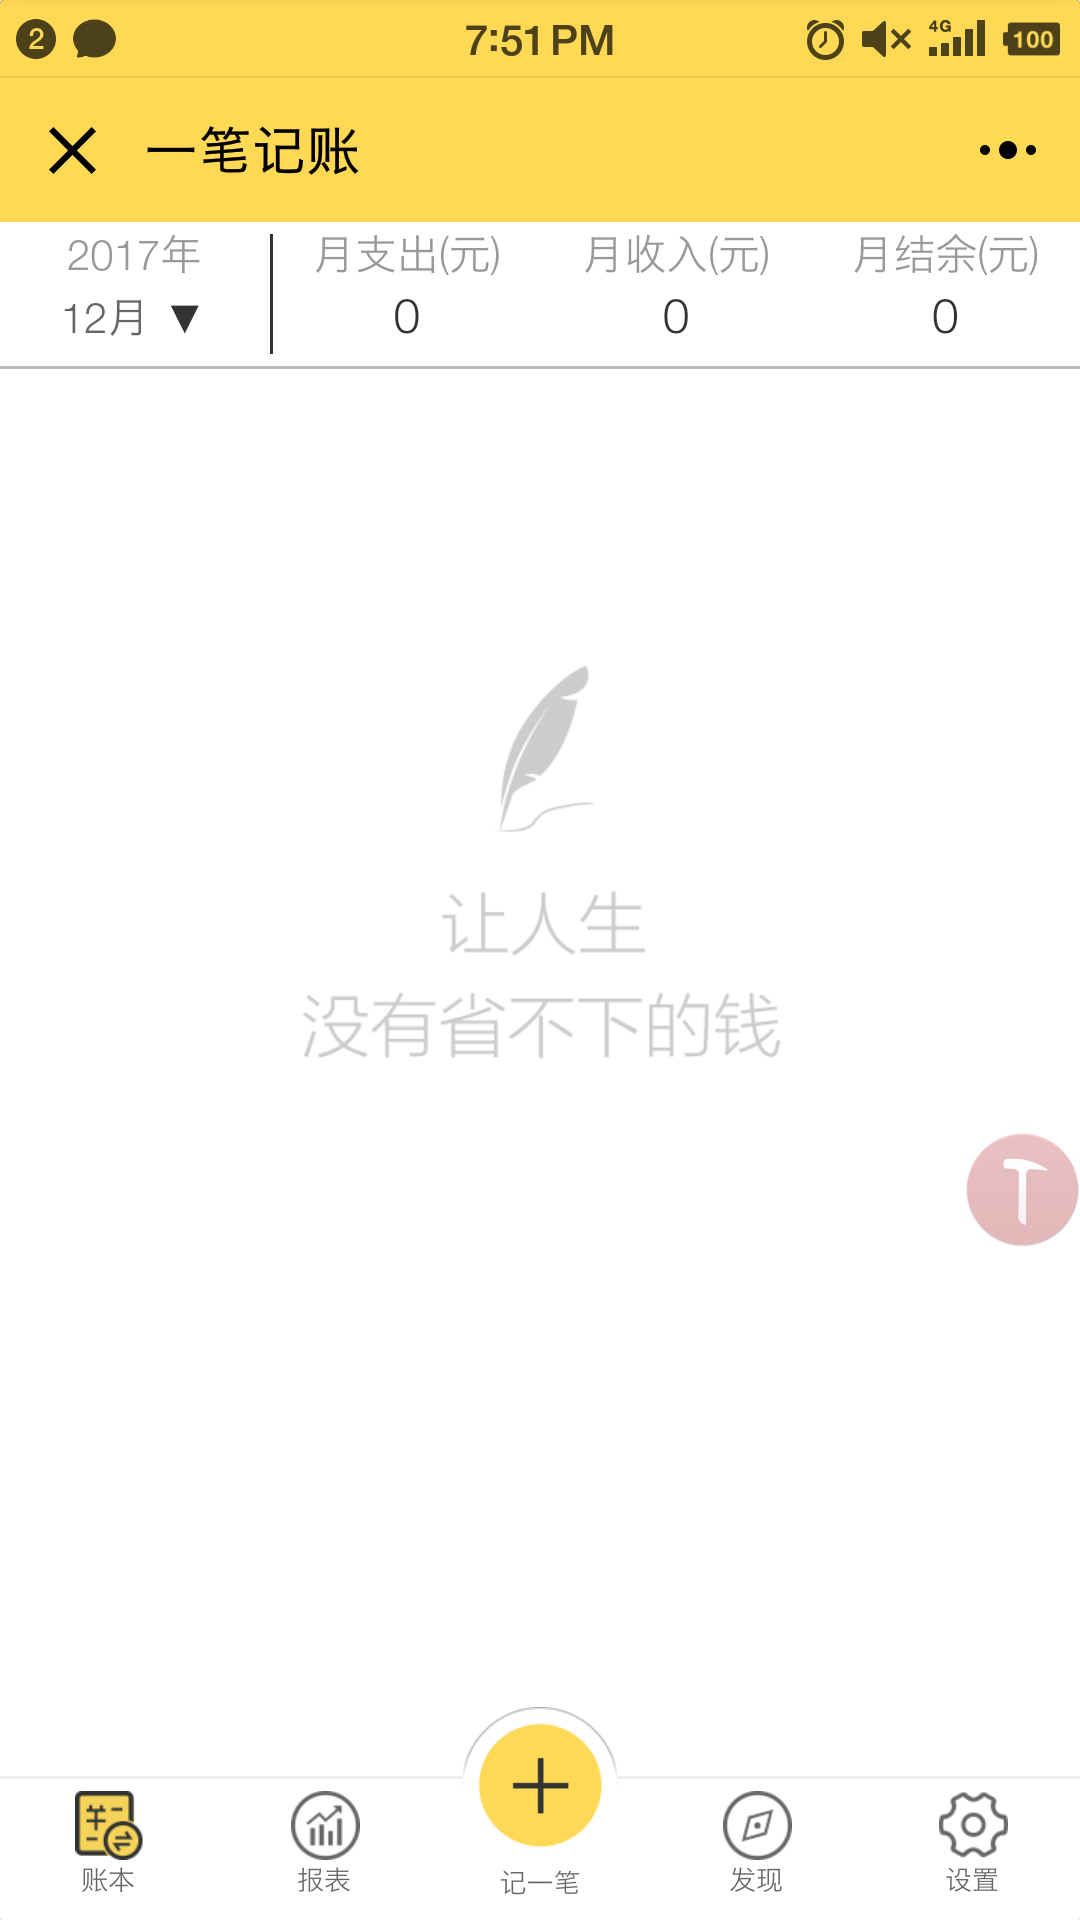 2 7:51 PM 4G 100
一笔记账
2017年 月支出(元) 月收入(元) 月结余(元)
12月 ▼ 0 0 0
让人生
没有省不下的钱
账本 报表 记一笔 发现 设置